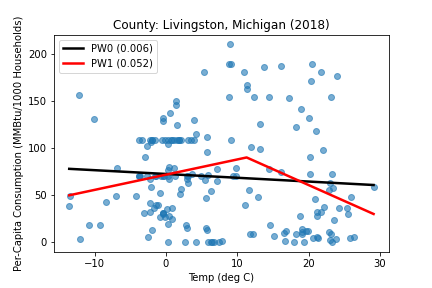 County: Livingston, Michigan (2018)
PW0 (0.006)
PW1 (0.052)
Per-Capita Consumption (MMBtu/1000 Households)
200
150
100
50
0
−10
0
10
20
30
Temp (deg C)